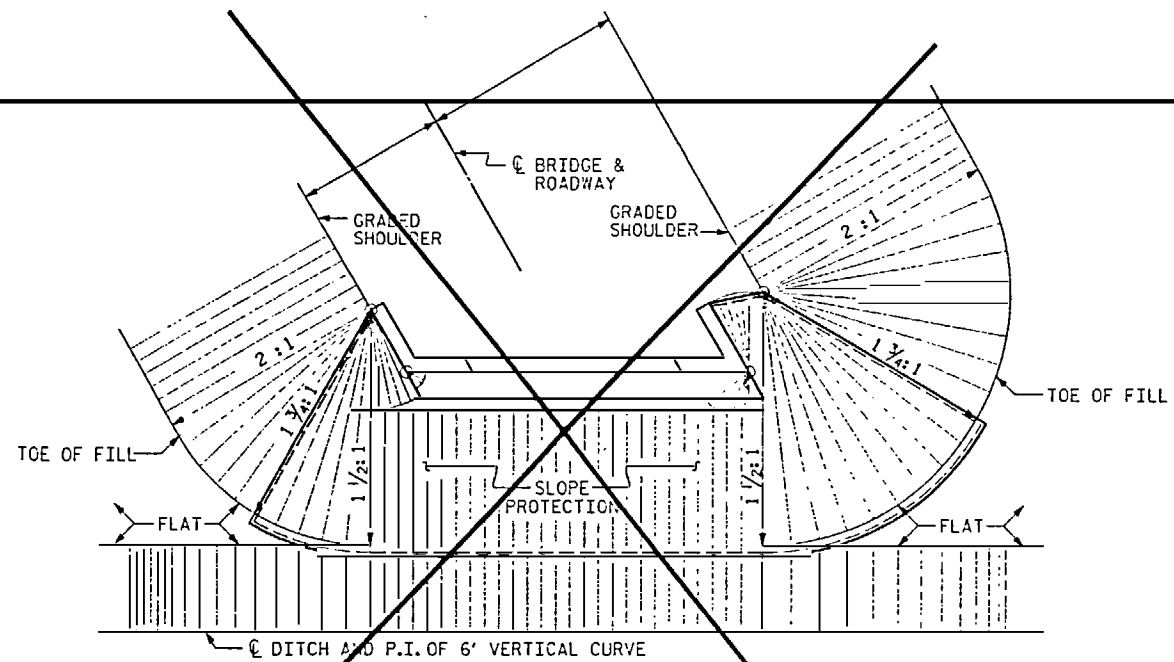 ℄ BRIDGE &
ROADWAY
GRADED
SHOULDER
GRADED
SHOULDER
2:1
2:1
1 3/4:1
1 3/4:1
TOE OF FILL
TOE OF FILL
1 1/2:1
1 1/2:1
SLOPE
PROTECTION
FLAT
FLAT
℄ DITCH AND P.I. OF 6' VERTICAL CURVE